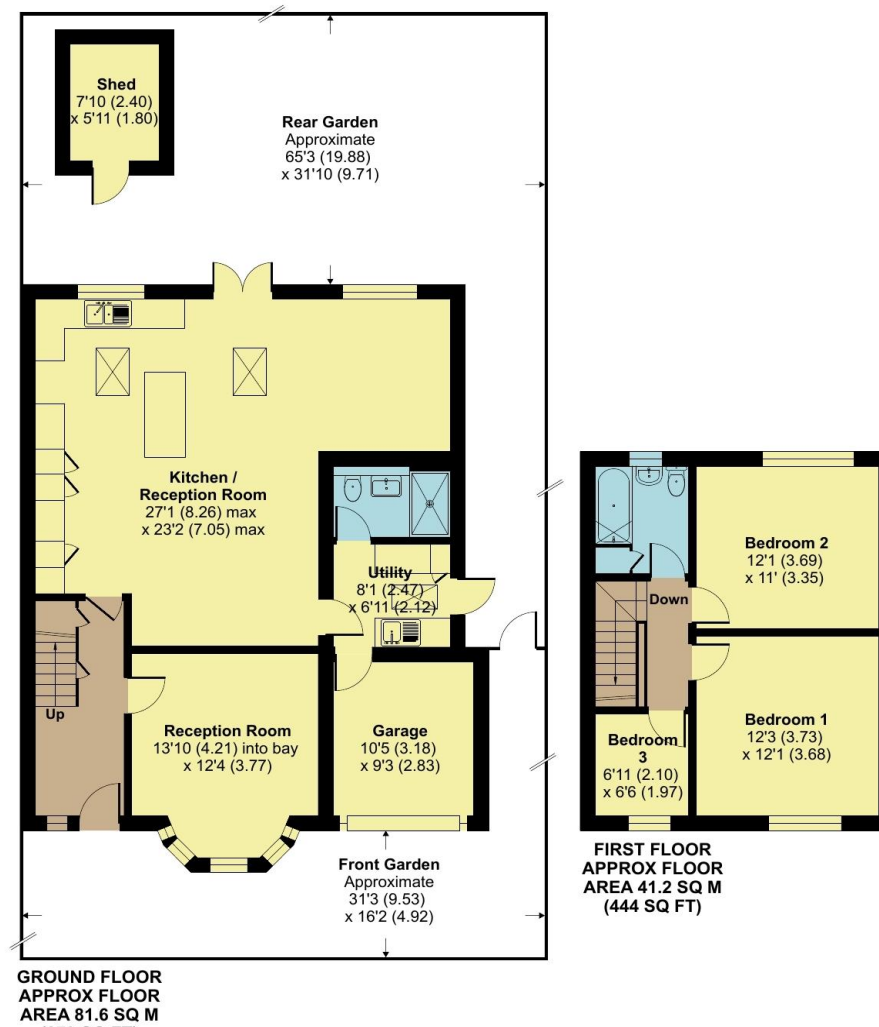 Shed
7'10 (2.40)
x 5'11 (1.80)
Rear Garden
Approximate
65'3 (19.88)
x 31'10 (9.71)
Kitchen /
Reception Room
27'1 (8.26) max
x 23'2 (7.05) max
Utility
8'1 (2.47)
x 6'11 (2.12)
Up
Reception Room
13'10 (4.21) into bay
x 12'4 (3.77)
Garage
10'5 (3.18)
x 9'3 (2.83)
Front Garden
Approximate
31'3 (9.53)
x 16'2 (4.92)
GROUND FLOOR
APPROX FLOOR
AREA 81.6 SQ M
Bedroom 2
12'1 (3.69)
x 11' (3.35)
Down
Bedroom 1
12'3 (3.73)
x 12'1 (3.68)
Bedroom
3
6'11 (2.10)
x 6'6 (1.97)
FIRST FLOOR
APPROX FLOOR
AREA 41.2 SQ M
(444 SQ FT)